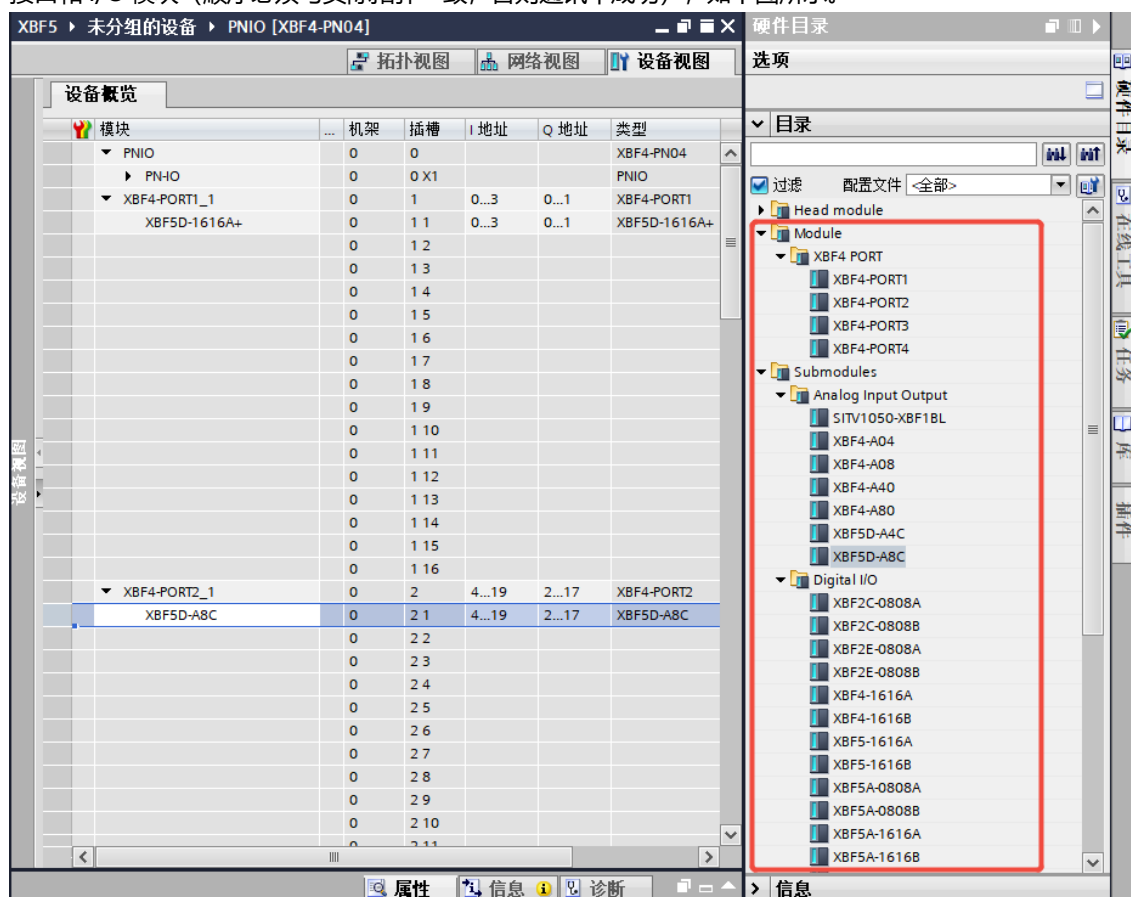 XBF5 ▸ 未分组的设备 ▸ PNIO [XBF4-PN04]
拓扑视图 网络视图 设备视图
设备概览
模块 ... 机架 插槽 I 地址 Q 地址 类型
PNIO 0 0 XBF4-PN04
PN-IO 0 0 X1 PNIO
XBF4-PORT1_1 0 1 0...3 0...1 XBF4-PORT1
XBF5D-1616A+ 0 1 1 0...3 0...1 XBF5D-1616A+
0 1 2
0 1 3
0 1 4
0 1 5
0 1 6
0 1 7
0 1 8
0 1 9
0 1 10
0 1 11
0 1 12
0 1 13
0 1 14
0 1 15
0 1 16
XBF4-PORT2_1 0 2 4...19 2...17 XBF4-PORT2
XBF5D-A8C 0 2 1 4...19 2...17 XBF5D-A8C
0 2 2
0 2 3
0 2 4
0 2 5
0 2 6
0 2 7
0 2 8
0 2 9
0 2 10
设备视图
属性 信息 诊断
硬件目录
选项
目录
过滤 配置文件 <全部>
Head module
Module
XBF4 PORT
XBF4-PORT1
XBF4-PORT2
XBF4-PORT3
XBF4-PORT4
Submodules
Analog Input Output
SITV1050-XBF1BL
XBF4-A04
XBF4-A08
XBF4-A40
XBF4-A80
XBF5D-A4C
XBF5D-A8C
Digital I/O
XBF2C-0808A
XBF2C-0808B
XBF2E-0808A
XBF2E-0808B
XBF4-1616A
XBF4-1616B
XBF5-1616A
XBF5-1616B
XBF5A-0808A
XBF5A-0808B
XBF5A-1616A
XBF5A-1616B
信息
硬件目录
在线工具
任务
库
插件